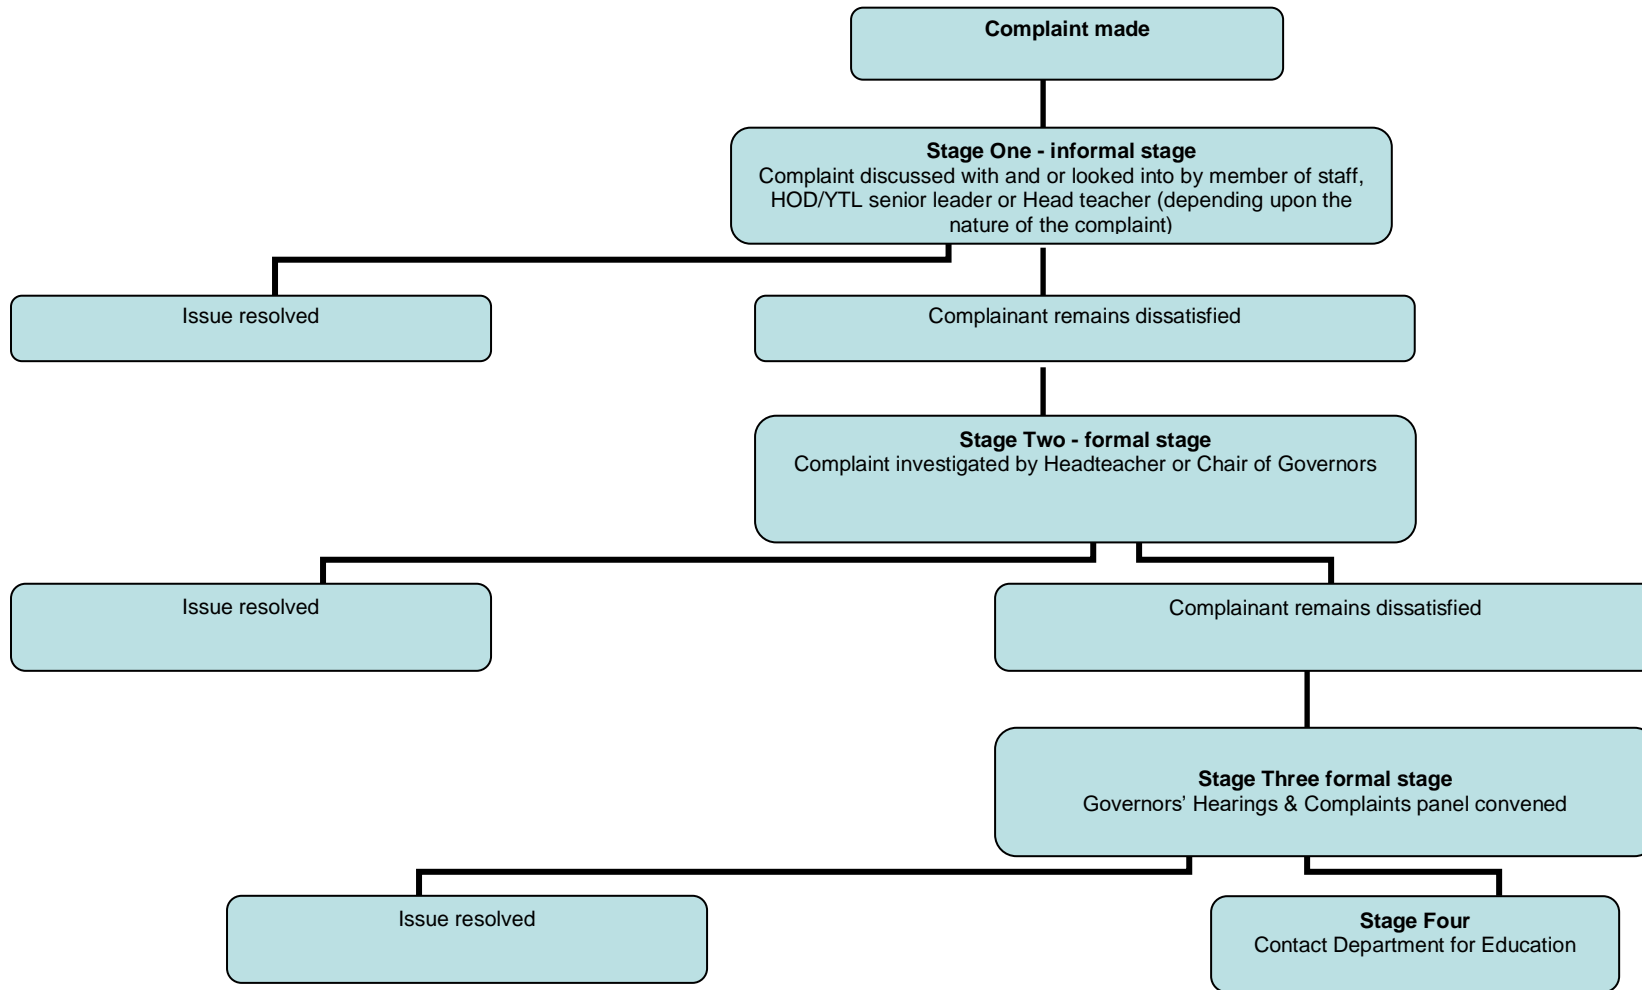 Complaint made
Stage One - informal stage
Complaint discussed with and or looked into by member of staff,
HOD/YTL senior leader or Head teacher (depending upon the
nature of the complaint)
Issue resolved
Complainant remains dissatisfied
Stage Two - formal stage
Complaint investigated by Headteacher or Chair of Governors
Issue resolved
Complainant remains dissatisfied
Stage Three formal stage
Governors’ Hearings & Complaints panel convened
Issue resolved
Stage Four
Contact Department for Education